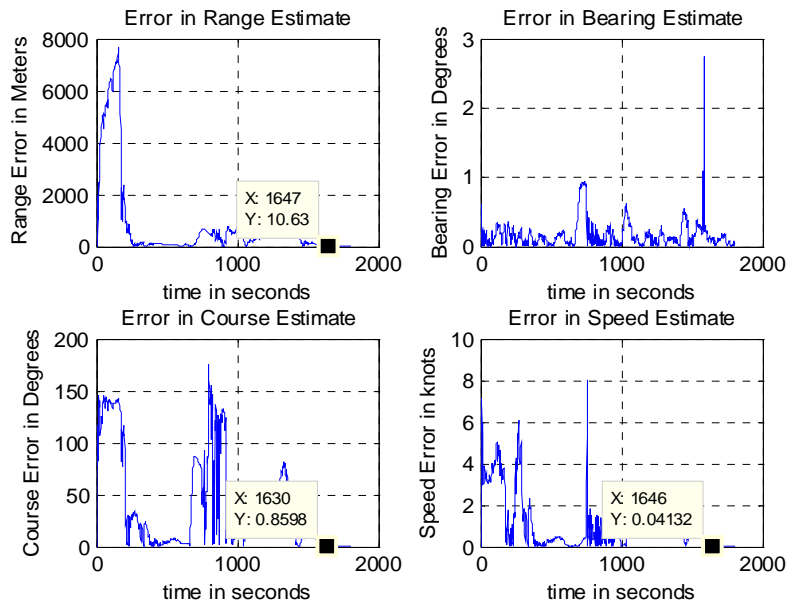 Error in Range Estimate
Range Error in Meters
8000
6000
4000
2000
0
X: 1647
Y: 10.63
0
1000
2000
time in seconds
Error in Bearing Estimate
Bearing Error in Degrees
3
2
1
0
0
1000
2000
time in seconds
Error in Course Estimate
Course Error in Degrees
200
150
100
50
0
X: 1630
Y: 0.8598
0
1000
2000
time in seconds
Error in Speed Estimate
Speed Error in knots
10
8
6
4
2
0
X: 1646
Y: 0.04132
0
1000
2000
time in seconds